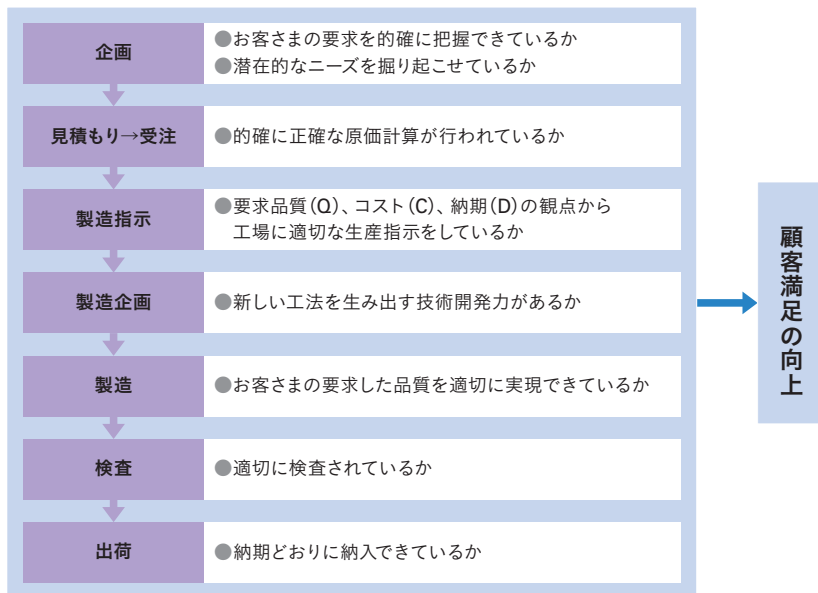 企画
●お客さまの要求を的確に把握できているか
●潜在的なニーズを掘り起こせているか
見積もり→受注
●的確に正確な原価計算が行われているか
製造指示
●要求品質（Q）、コスト（C）、納期（D）の観点から
工場に適切な生産指示をしているか
製造企画
●新しい工法を生み出す技術開発力があるか
製造
●お客さまの要求した品質を適切に実現できているか
検査
●適切に検査されているか
出荷
●納期どおりに納入できているか
顧客満足の向上